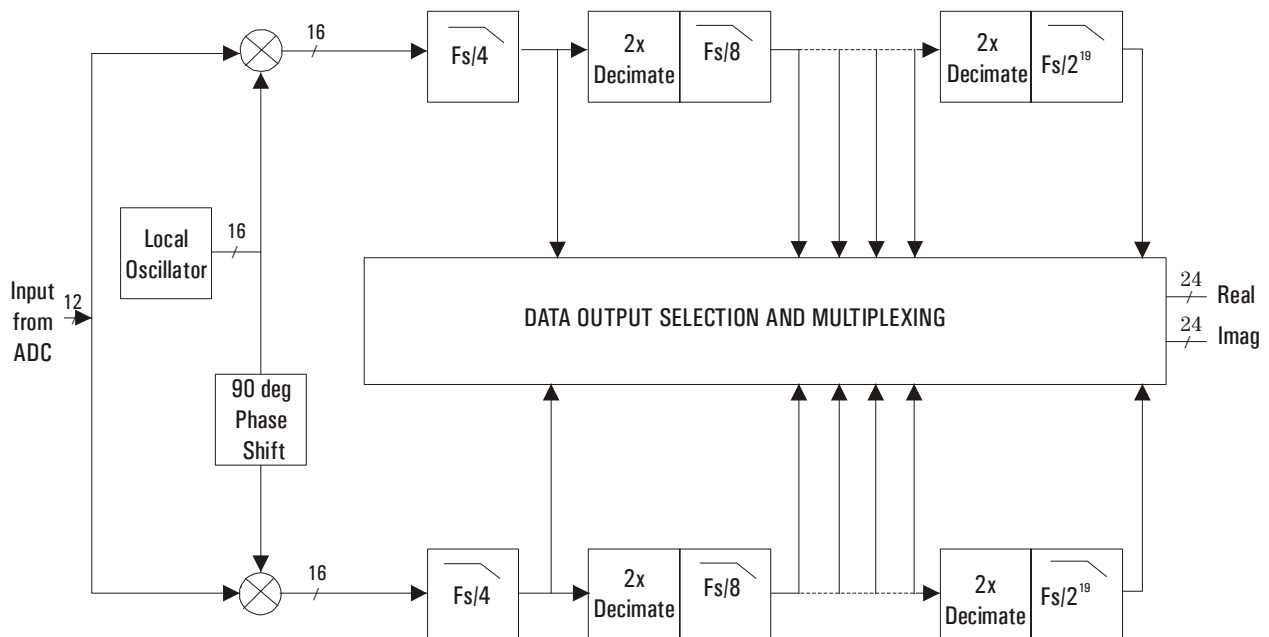 16
Fs/4
2x
Decimate
Fs/8
2x
Decimate
Fs/2¹⁹
Local
Oscillator
16
Input
from
ADC
12
DATA OUTPUT SELECTION AND MULTIPLEXING
24
Real
24
Imag
90 deg
Phase
Shift
16
Fs/4
2x
Decimate
Fs/8
2x
Decimate
Fs/2¹⁹